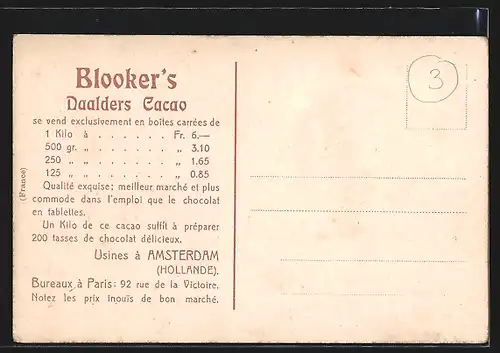 Blooker's
Daalders Cacao
se vend exclusivement en boîtes carrées de
1 Kilo à . . . . . . Fr. 6.—
500 gr. „ . . . . . . „ 3.10
250 „ „ . . . . . . „ 1.65
125 „ „ . . . . . . „ 0.85
Qualité exquise; meilleur marché et plus
commode dans l'emploi que le chocolat
en tablettes.
Un Kilo de ce cacao suffit à préparer
200 tasses de chocolat délicieux.
Usines à AMSTERDAM
(HOLLANDE).
Bureaux à Paris: 92 rue de la Victoire.
Notez les prix inouïs de bon marché.
(France)
3